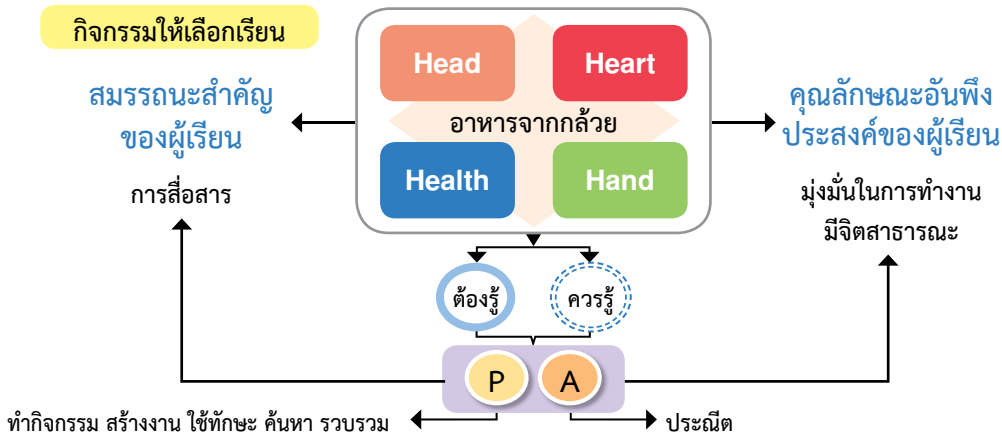 กิจกรรมให้เลือกเรียน
Head
Heart
อาหารจากกล้วย
Health
Hand
สมรรถนะสำคัญ
ของผู้เรียน
การสื่อสาร
คุณลักษณะอันพึง
ประสงค์ของผู้เรียน
มุ่งมั่นในการทำงาน
มีจิตสาธารณะ
ต้องรู้
ควรรู้
P
A
ทำกิจกรรม สร้างงาน ใช้ทักษะ ค้นหา รวบรวม
ประณีต